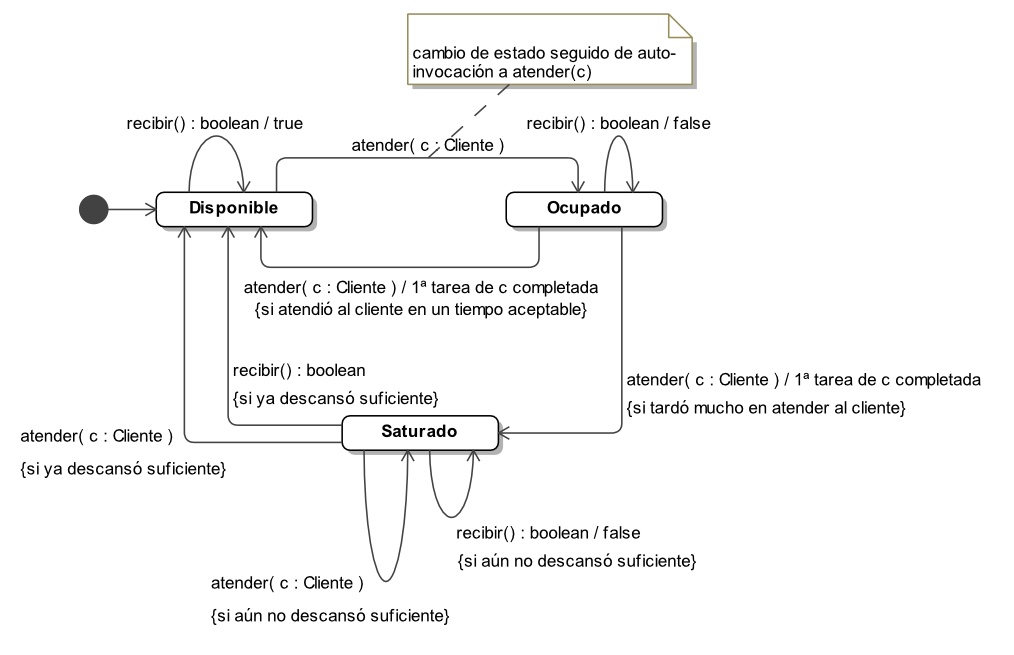 cambio de estado seguido de auto-
invocación a atender(c)
recibir() : boolean / true
recibir() : boolean / false
atender( c : Cliente )
Disponible
Ocupado
atender( c : Cliente ) / 1ª tarea de c completada
{si atendió al cliente en un tiempo aceptable}
recibir() : boolean
{si ya descansó suficiente}
atender( c : Cliente ) / 1ª tarea de c completada
{si tardó mucho en atender al cliente}
Saturado
atender( c : Cliente )
{si ya descansó suficiente}
recibir() : boolean / false
{si aún no descansó suficiente}
atender( c : Cliente )
{si aún no descansó suficiente}